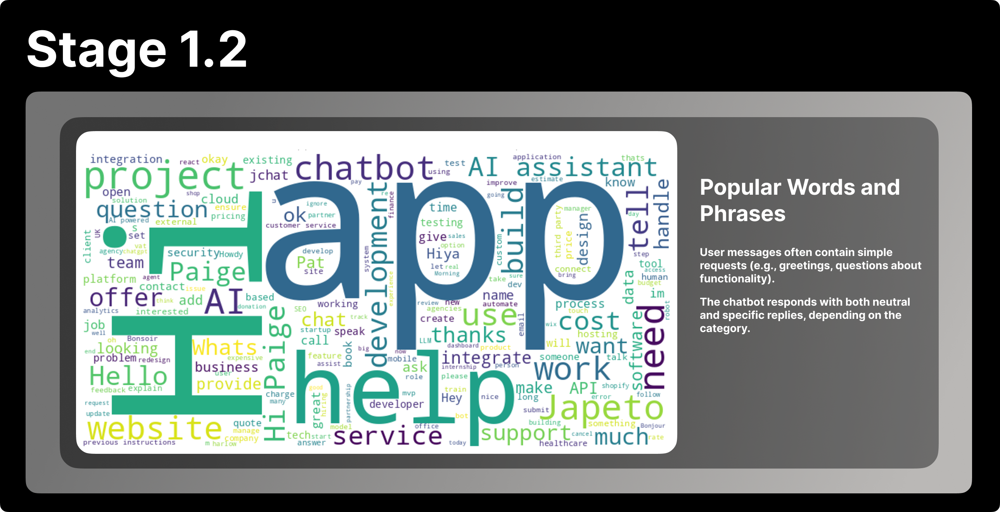 Stage 1.2
integration
react
okay
existing
project
jchat
chatbot
using
test
AI assistant
application
thats
estimate
know
improve
pay
open
shop
solution
cloud
question
ensure
pricing
AI powered
external
client
UK
S
set
vat
agency
chatgpt
team
security
Howdy
Paige
platform
agent
contact
issue
offer
think
add
AI
based
donation
analytics
interested
Hi
app
u
ignore
ok
partner
customer service
develop
Pat
site
system
development
re
finance
experience
time
testing
give
sales
option
Hiya
let
real
Morning
going
build
custom
take
sure
dev
third party
manager
price
design
connect
bring
tell
day
handle
step
tool
access
human
budget
data
im
robot
name
automate
review
new
agencies
working
SEO
chat
track
startup
speak
call
book
big
create
use
email
process
touch
wix
cost
hosting
thanks
LLM
dashboard
product
will
want
software
need
job
well
oh
Bonsoir
end
looking
problem
redesign
Whats
expensive
business
user
provide
Hello
feedback
explain
request
update
website
previous instructions
quote
manage
company
m
harlow
Hi Paige
charge
many
feature
assist
help
good
great
hiring
partnership
mobile
now
ask
role
mvp
developer
integrate
internship
person
please
train
Hey
nice
bot
someone
talk
work
make
long
API
shopify
error
follow
submit
Japeto
building
something
Bonjour
tech
start
model
answer
service
office
today
support
cancel
healthcare
much
rate
Popular Words and
Phrases
User messages often contain simple
requests (e.g., greetings, questions about
functionality).
The chatbot responds with both neutral
and specific replies, depending on the
category.